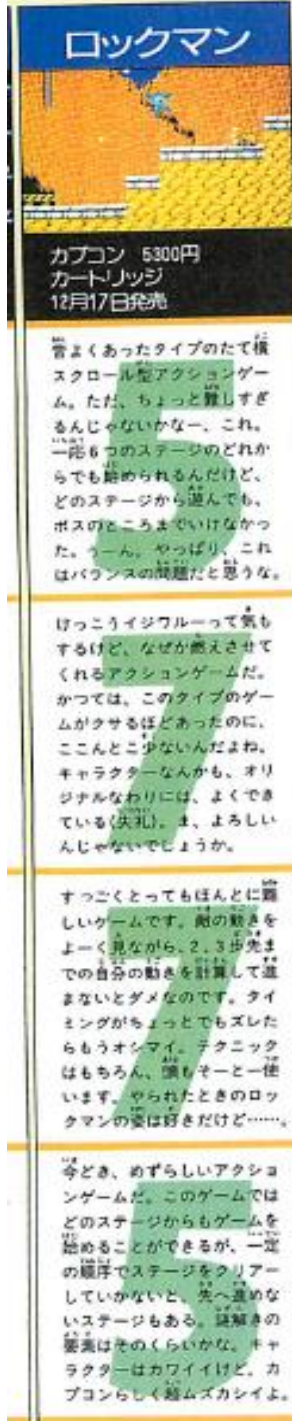 ロックマン
カプコン 5300円
カートリッジ
12月17日発売
昔よくあったタイプのたて横
スクロール型アクションゲー
ム。ただ、ちょっと難しすぎ
るんじゃないかなー、これ。
一応6つのステージのどれか
らでも始められるんだけど、
どのステージから遊んでも、
ボスのところまでいけなかっ
た。うーん。やっぱり、これ
はバランスの問題だと思うな。
5
けっこうイジワルーって気も
するけど、なぜか燃えさせて
くれるアクションゲームだ。
かつては、このタイプのゲー
ムがクサるほどあったのに、
ここんとこ少ないんだよね。
キャラクターなんかも、オリ
ジナルなわりには、よくでき
ている(失礼)。ま、よろしい
んじゃないでしょうか。
7
すっごくとってもほんとに難
しいゲームです。敵の動きを
よーく見ながら、2、3歩先ま
での自分の動きを計算して進
まないとダメなのです。タイ
ミングがちょっとでもズレた
らもうオシマイ。テクニック
はもちろん、頭もそーとー使
います。やられたときのロッ
クマンの姿は好きだけど……。
7
今どき、めずらしいアクショ
ンゲームだ。このゲームでは
どのステージからもゲームを
始めることができるが、一定
の順序でステージをクリアー
していかないと、先へ進めな
いステージもある。謎解きの
要素はそのくらいかな。キャ
ラクターはカワイイけど、カ
プコンらしく超ムズカシイよ。
5